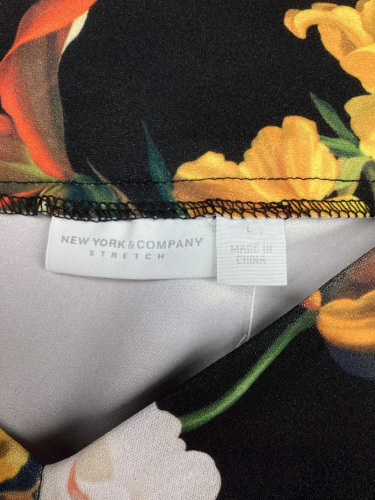 NEW YORK & COMPANY
STRETCH
L
MADE IN
CHINA